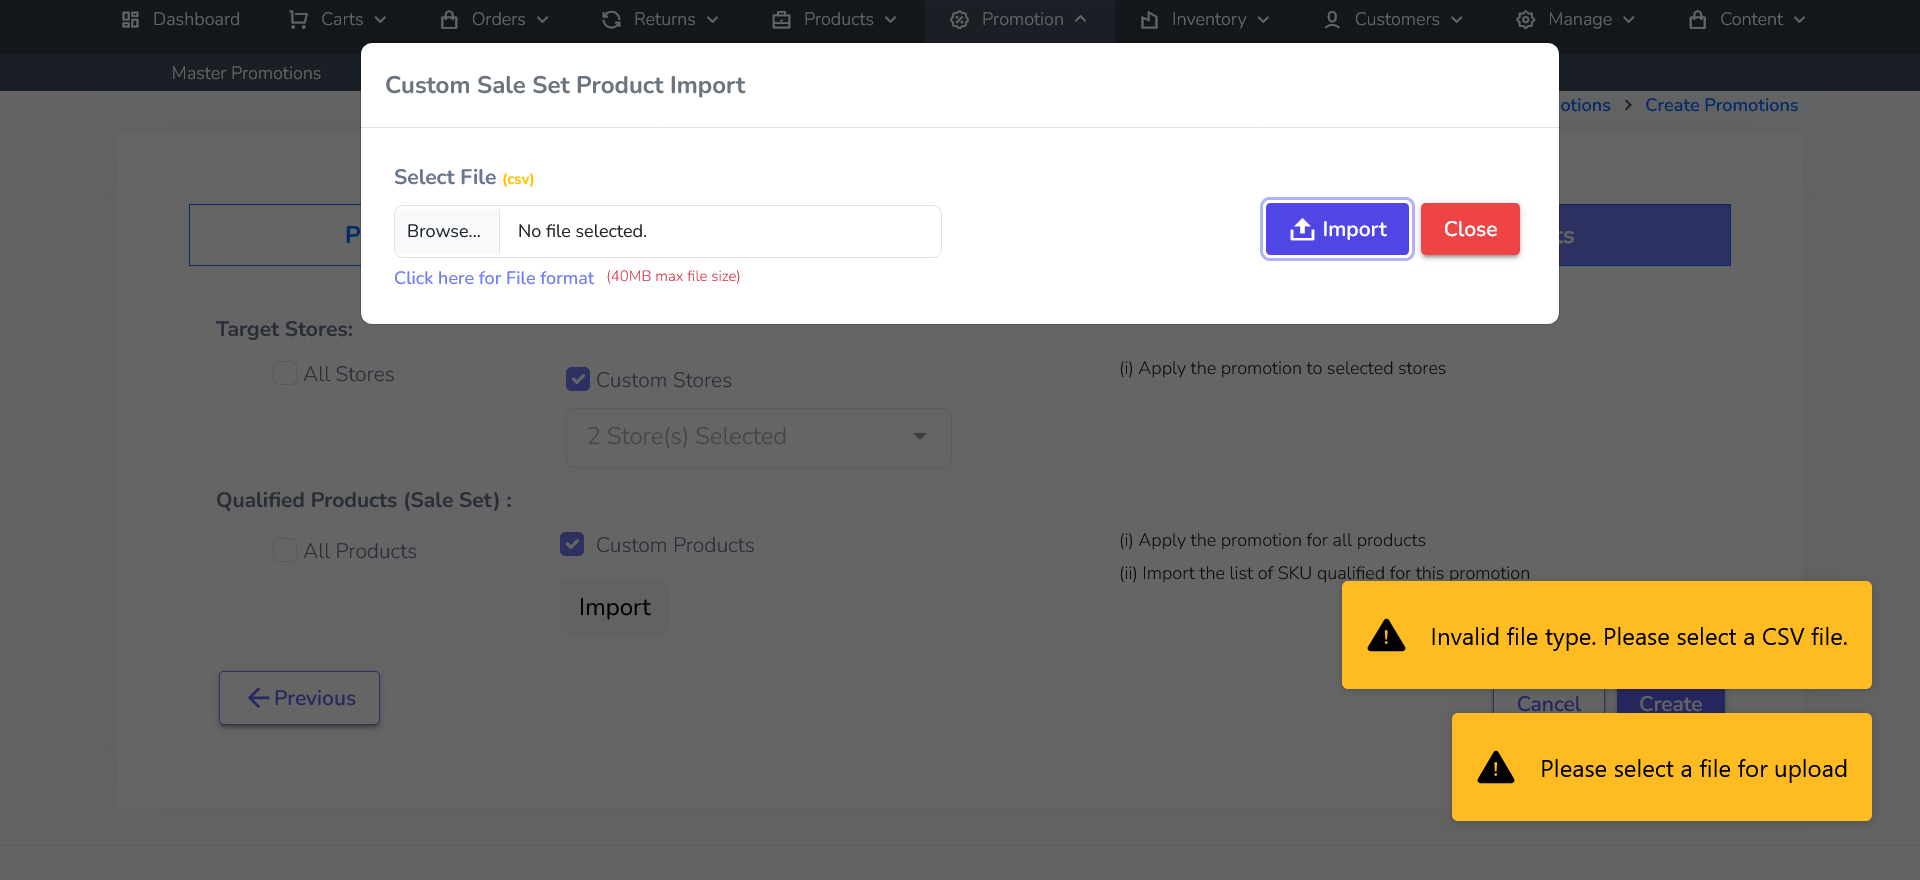 Dashboard
Carts
Orders
Returns
Products
Promotion
Inventory
Customers
Manage
Content
Master Promotions
Custom Sale Set Product Import
otions > Create Promotions
Select File (csv)
Browse... No file selected.
Import
Close
Click here for File format (40MB max file size)
Target Stores:
All Stores
Custom Stores
(i) Apply the promotion to selected stores
2 Store(s) Selected
Qualified Products (Sale Set) :
All Products
Custom Products
(i) Apply the promotion for all products
(ii) Import the list of SKU qualified for this promotion
Import
Invalid file type. Please select a CSV file.
Previous
Cancel
Create
Please select a file for upload